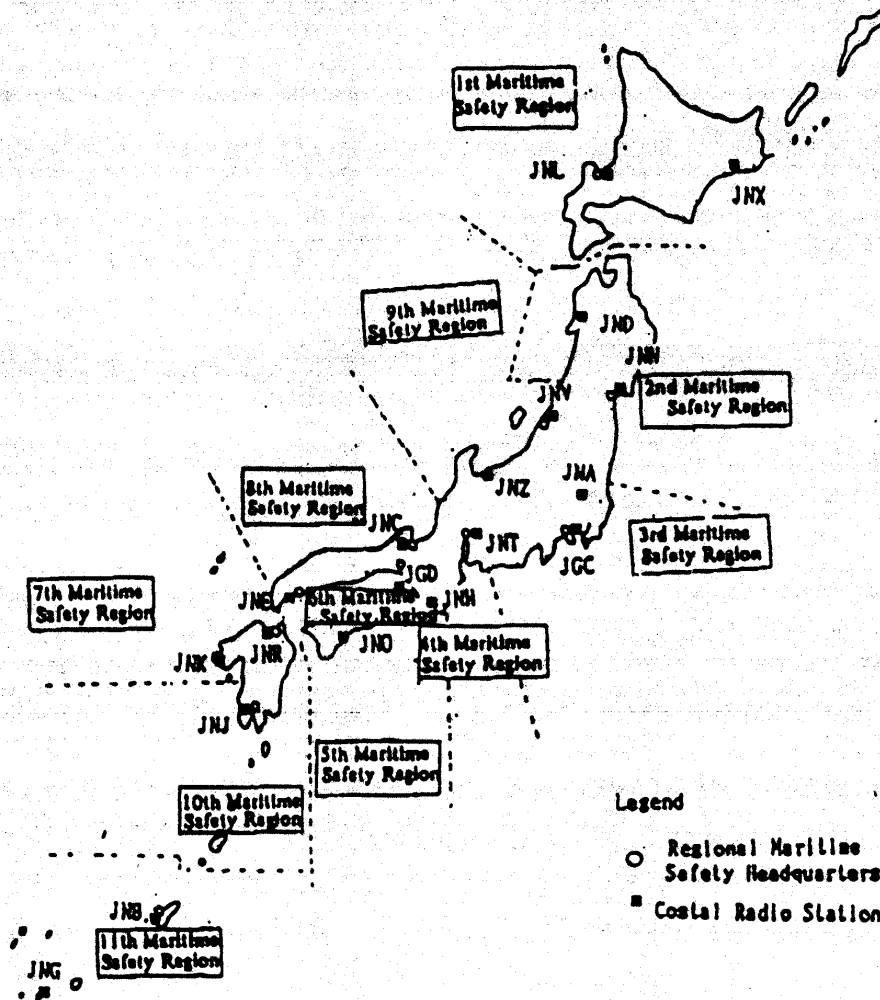 1st Maritime
Safety Region
JNL
JNX
9th Maritime
Safety Region
JND
JNN
2nd Maritime
Safety Region
JNV
JNZ
JNA
8th Maritime
Safety Region
JNC
JNT
JGC
3rd Maritime
Safety Region
7th Maritime
Safety Region
JGD
JNE
6th Maritime
Safety Region
JNH
JNR
JNO
4th Maritime
Safety Region
JNK
JNJ
5th Maritime
Safety Region
10th Maritime
Safety Region
Legend
Regional Maritime
Safety Headquarters
Costal Radio Station
JNB
11th Maritime
Safety Region
JNG